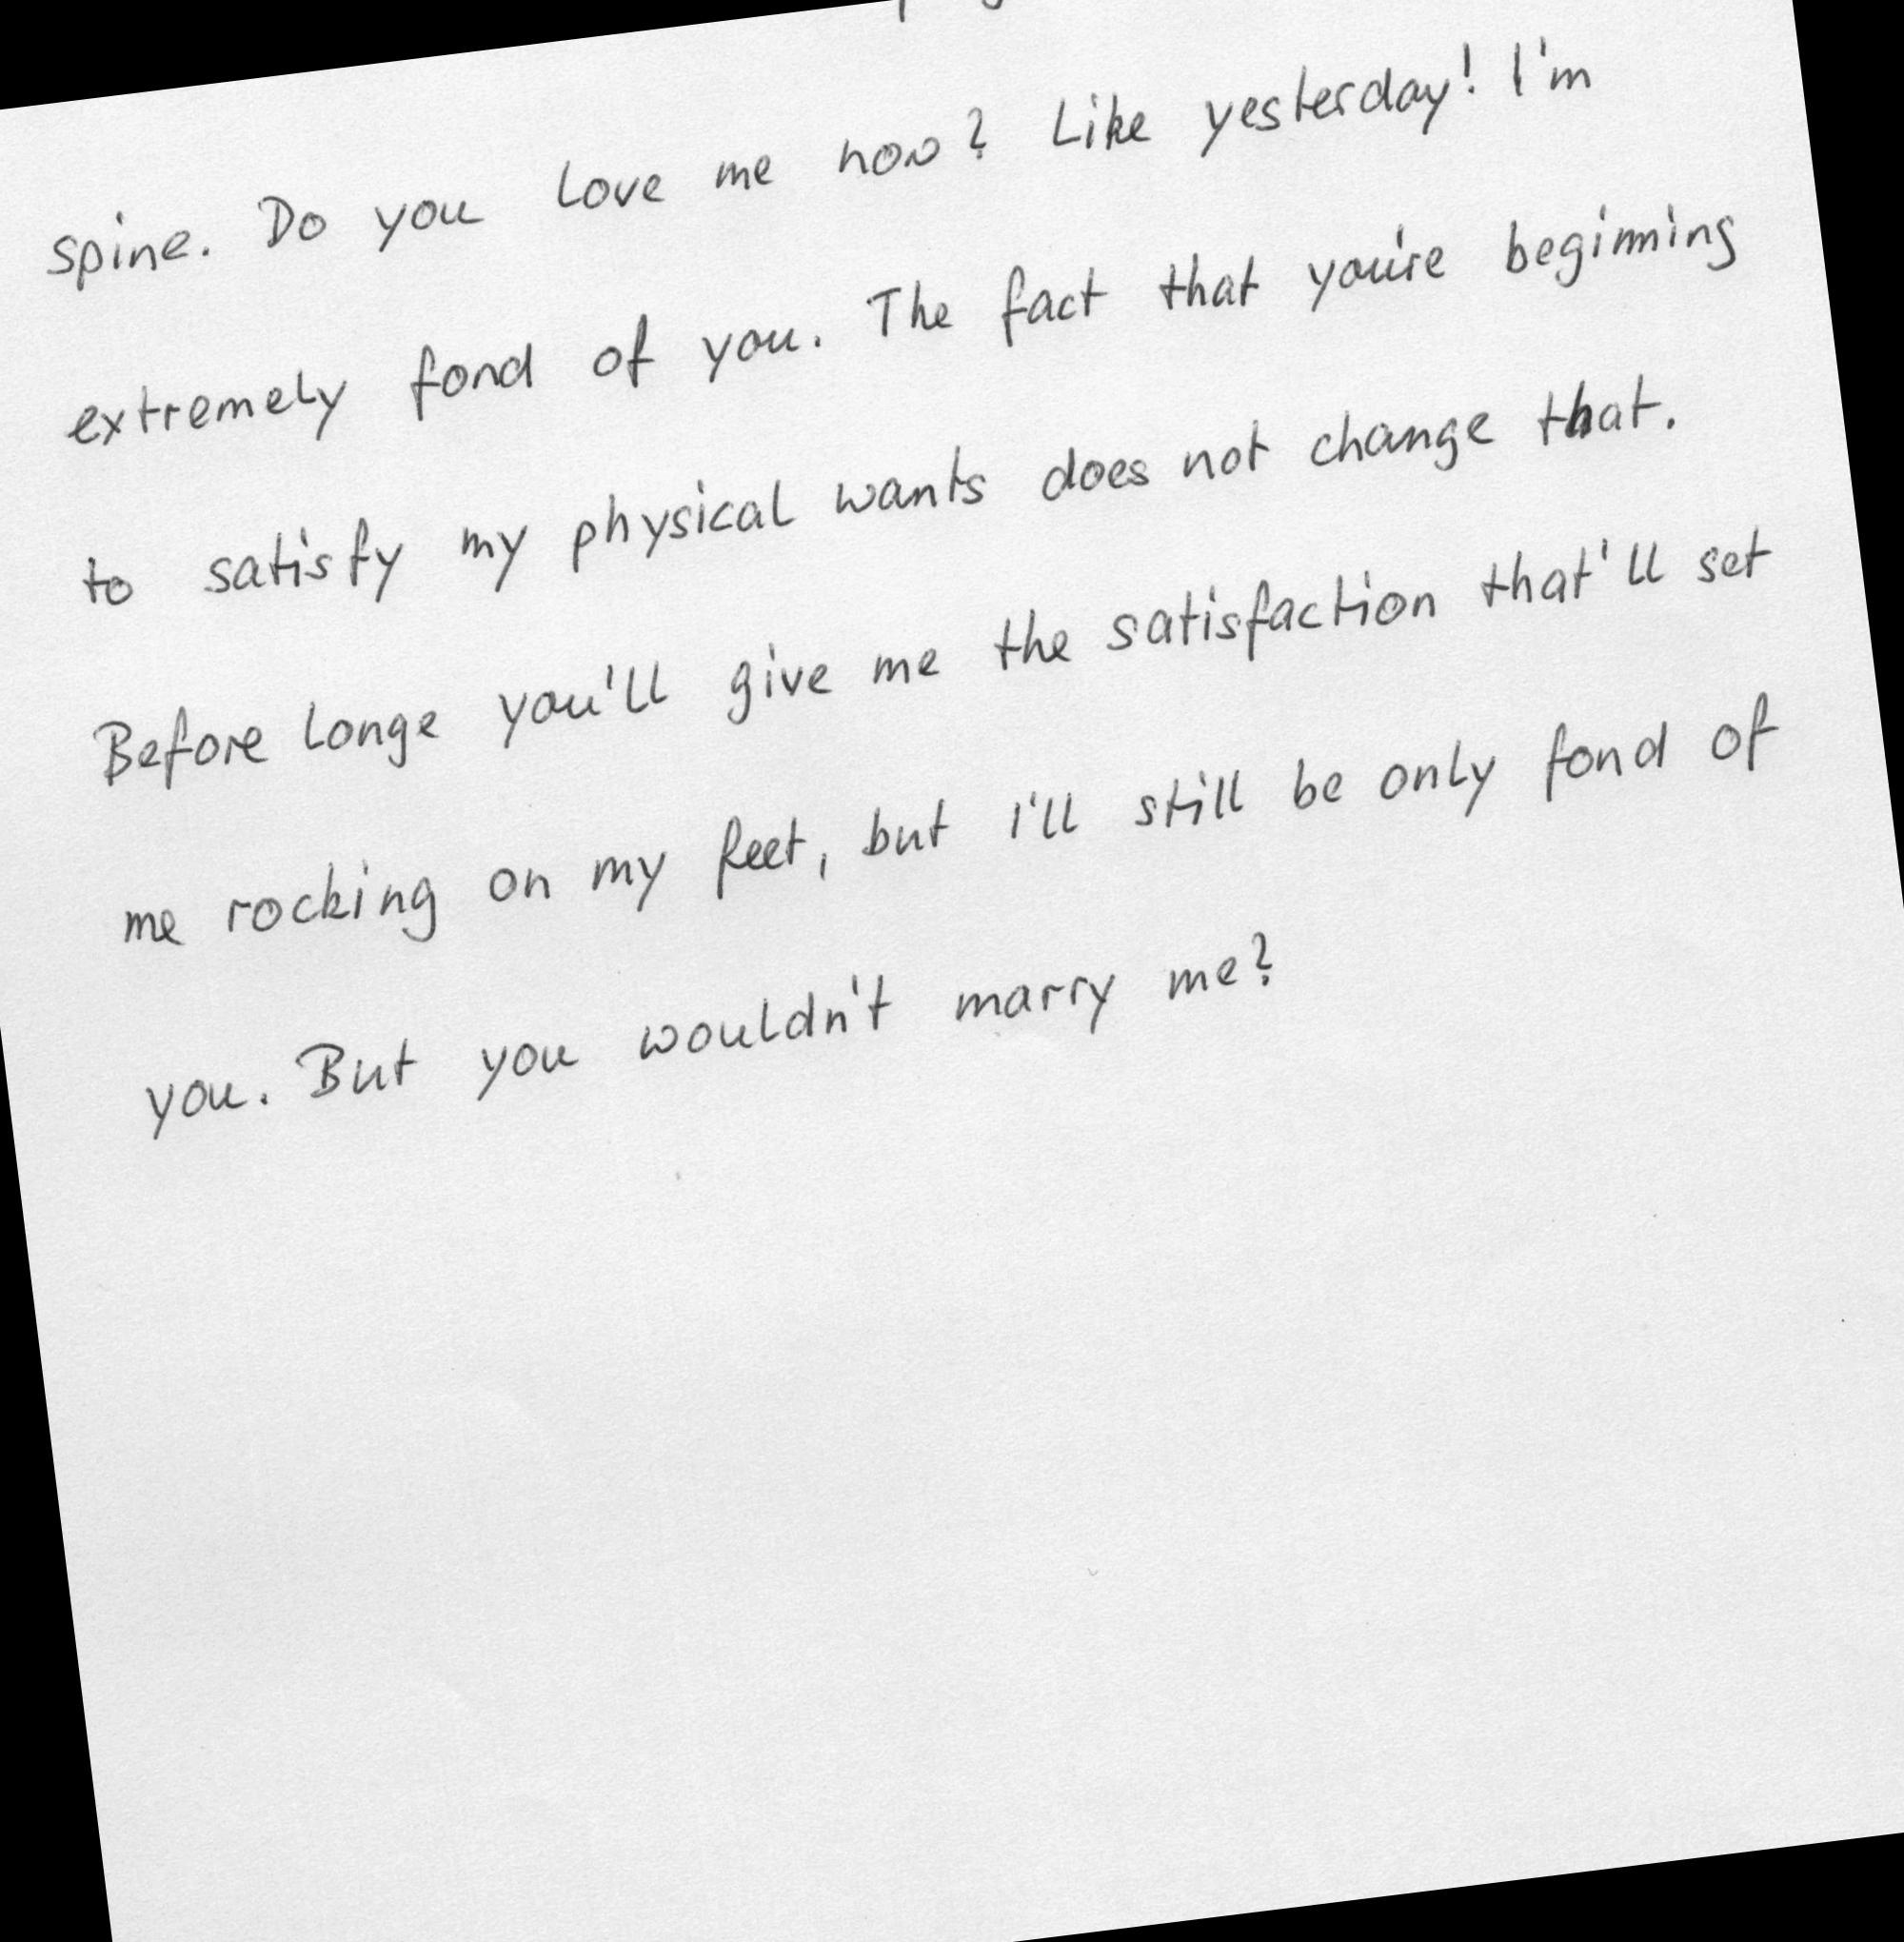 spine. Do you love me now? Like yesterday! I'm
extremely fond of you. The fact that you're beginning
to satisfy my physical wants does not change that.
Before longe you'll give me the satisfaction that'll set
me rocking on my feet, but I'll still be only fond of
you. But you wouldn't marry me?